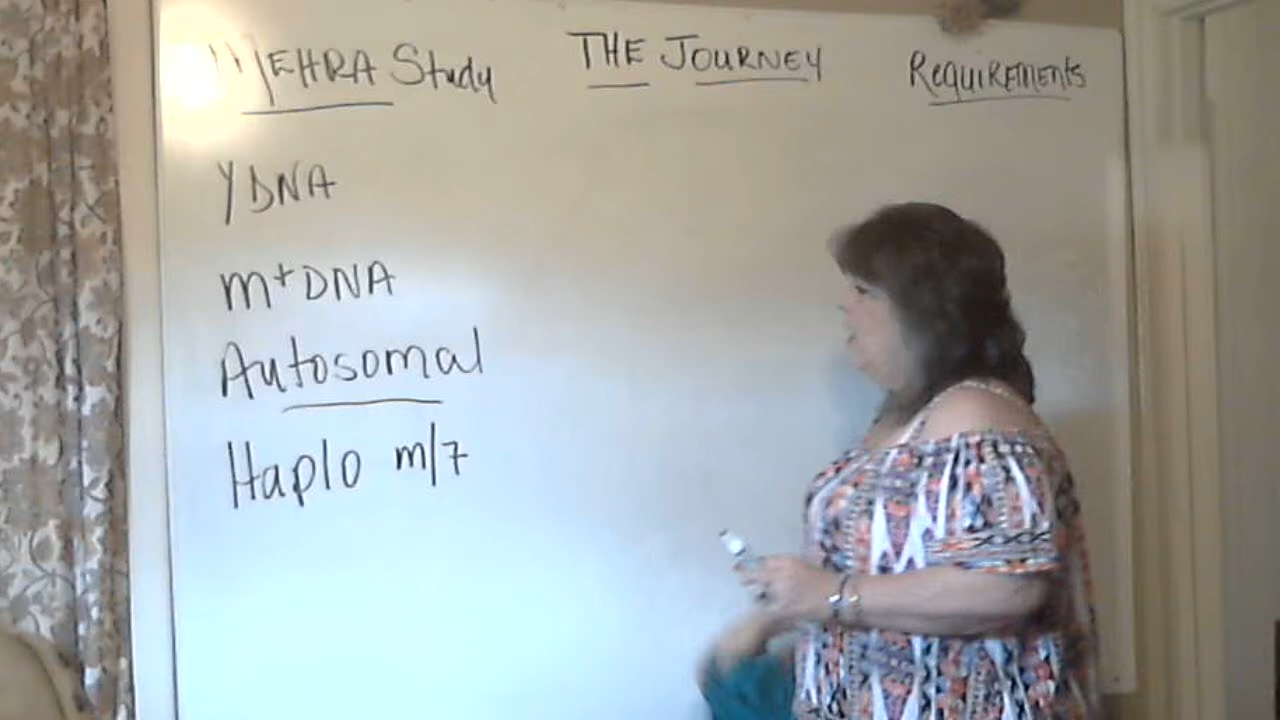 MEHRA Study
THE JOURNEY
REQUIREMENTS
Y DNA
mtDNA
Autosomal
Haplo m/7